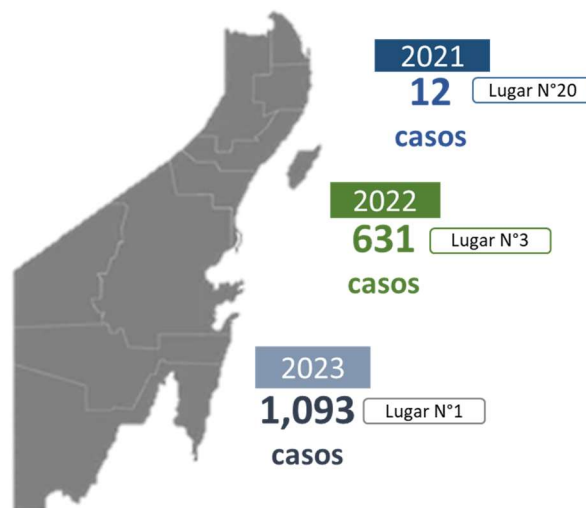 2021
12
Lugar N°20
casos
2022
631
Lugar N°3
casos
2023
1,093
Lugar N°1
casos